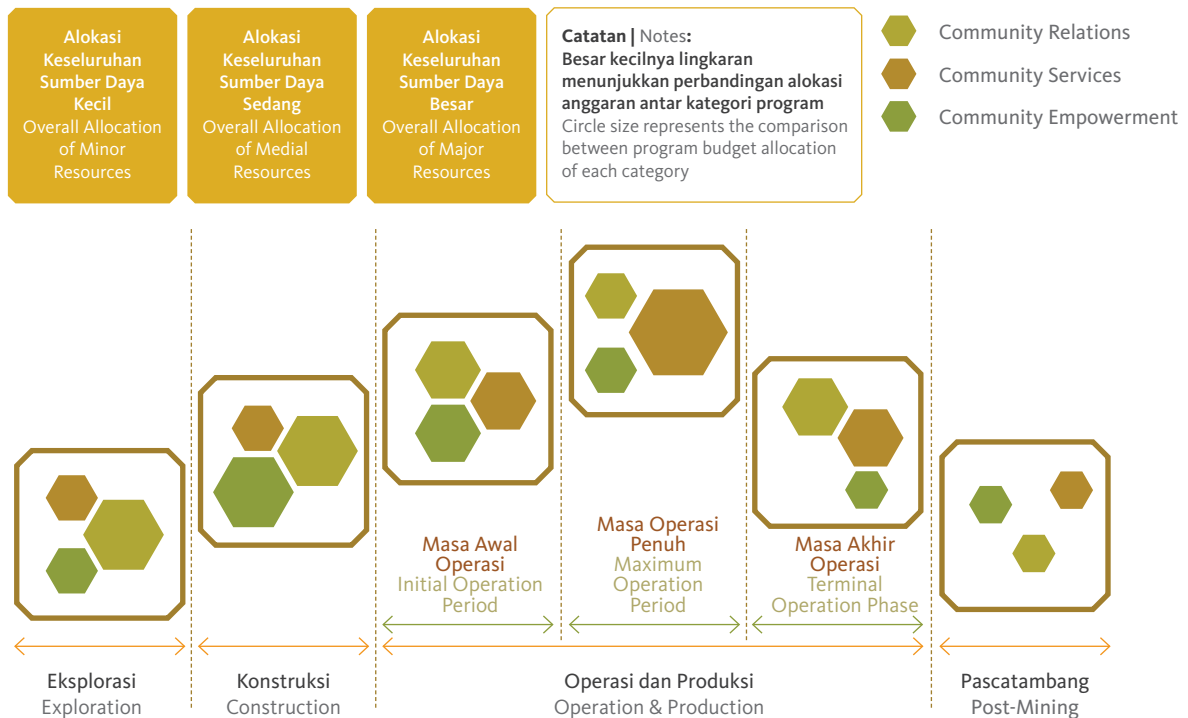 Alokasi
Keseluruhan
Sumber Daya
Kecil
Overall Allocation
of Minor
Resources
Alokasi
Keseluruhan
Sumber Daya
Sedang
Overall Allocation
of Medial
Resources
Alokasi
Keseluruhan
Sumber Daya
Besar
Overall Allocation
of Major
Resources
Catatan | Notes:
Besar kecilnya lingkaran
menunjukkan perbandingan alokasi
anggaran antar kategori program
Circle size represents the comparison
between program budget allocation
of each category
Community Relations
Community Services
Community Empowerment
Masa Awal
Operasi
Initial Operation
Period
Masa Operasi
Penuh
Maximum
Operation
Period
Masa Akhir
Operasi
Terminal
Operation Phase
Eksplorasi
Exploration
Konstruksi
Construction
Operasi dan Produksi
Operation & Production
Pascatambang
Post-Mining